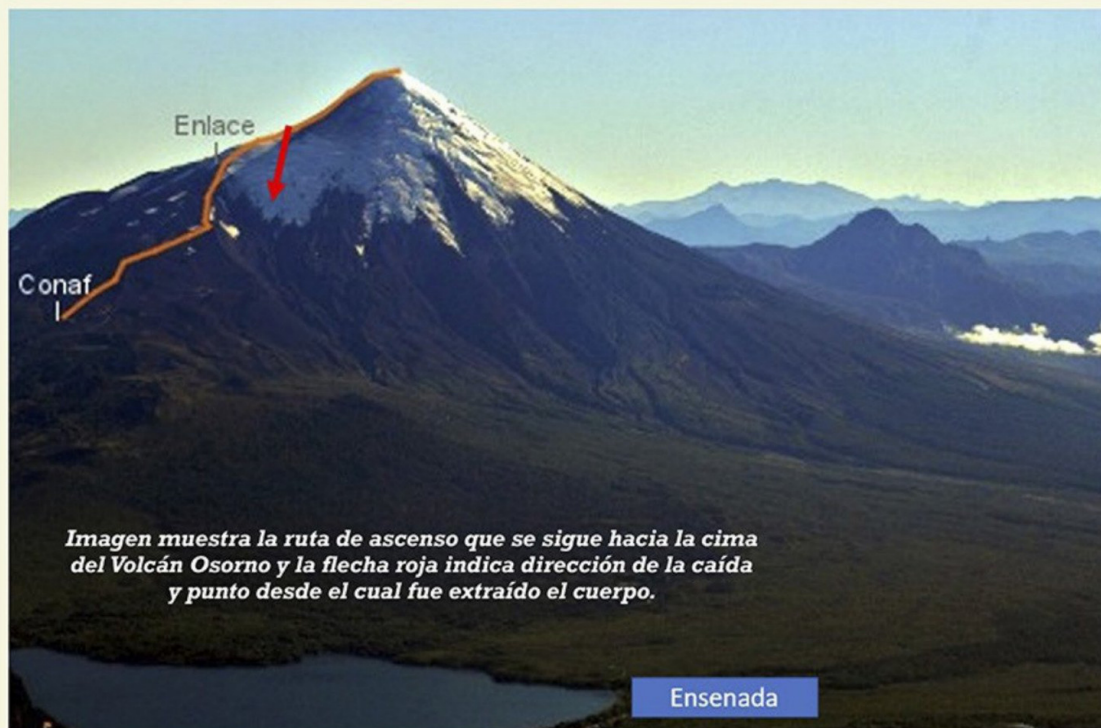 Enlace
Conaf
Imagen muestra la ruta de ascenso que se sigue hacia la cima
del Volcán Osorno y la flecha roja indica dirección de la caída
y punto desde el cual fue extraído el cuerpo.
Ensenada